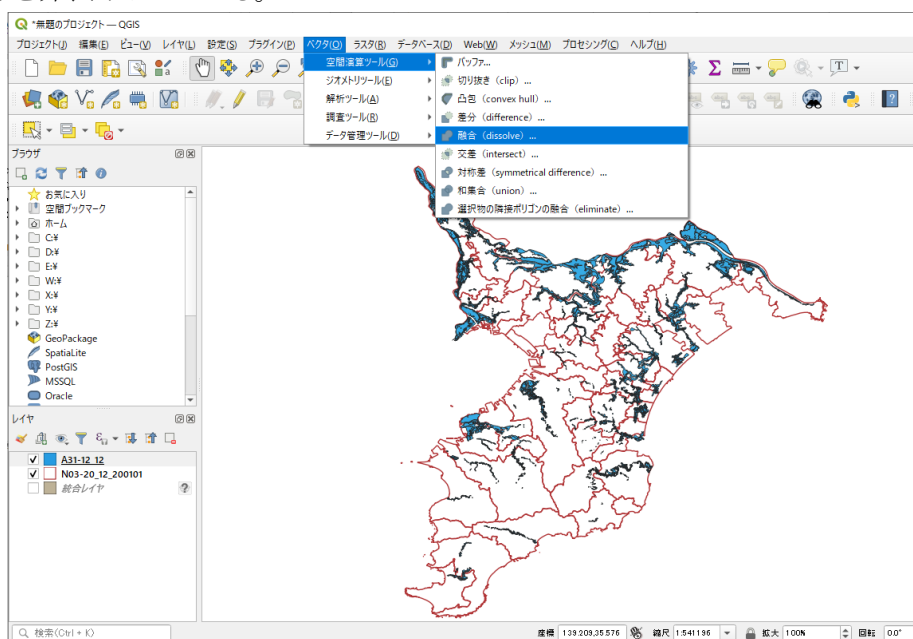 *無題のプロジェクト — QGIS
プロジェクト(J) 編集(E) ビュー(V) レイヤ(L) 設定(S) プラグイン(P) ベクタ(O) ラスタ(R) データベース(D) Web(W) メッシュ(M) プロセシング(C) ヘルプ(H)
空間演算ツール(G)
ジオメトリツール(E)
解析ツール(A)
調査ツール(R)
データ管理ツール(D)
バッファ...
切り抜き (clip) ...
凸包 (convex hull) ...
差分 (difference) ...
融合 (dissolve) ...
交差 (intersect) ...
対称差 (symmetrical difference) ...
和集合 (union) ...
選択物の隣接ポリゴンの融合 (eliminate) ...
ブラウザ
お気に入り
空間ブックマーク
ホーム
C:¥
D:¥
E:¥
W:¥
X:¥
Y:¥
Z:¥
GeoPackage
SpatiaLite
PostGIS
MSSQL
Oracle
レイヤ
A31-12_12
N03-20_12_200101
統合レイヤ
検索(Ctrl + K)
座標 139.209,35.576 縮尺 1:541196 拡大 100% 回転 0.0°